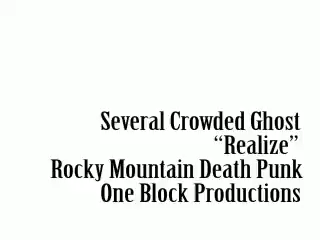 Several Crowded Ghost
“Realize”
Rocky Mountain Death Punk
One Block Productions